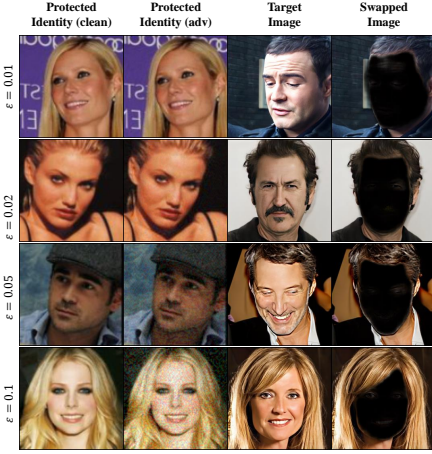 Protected Identity (clean)
Protected Identity (adv)
Target Image
Swapped Image
ε = 0.01
ε = 0.02
ε = 0.05
ε = 0.1